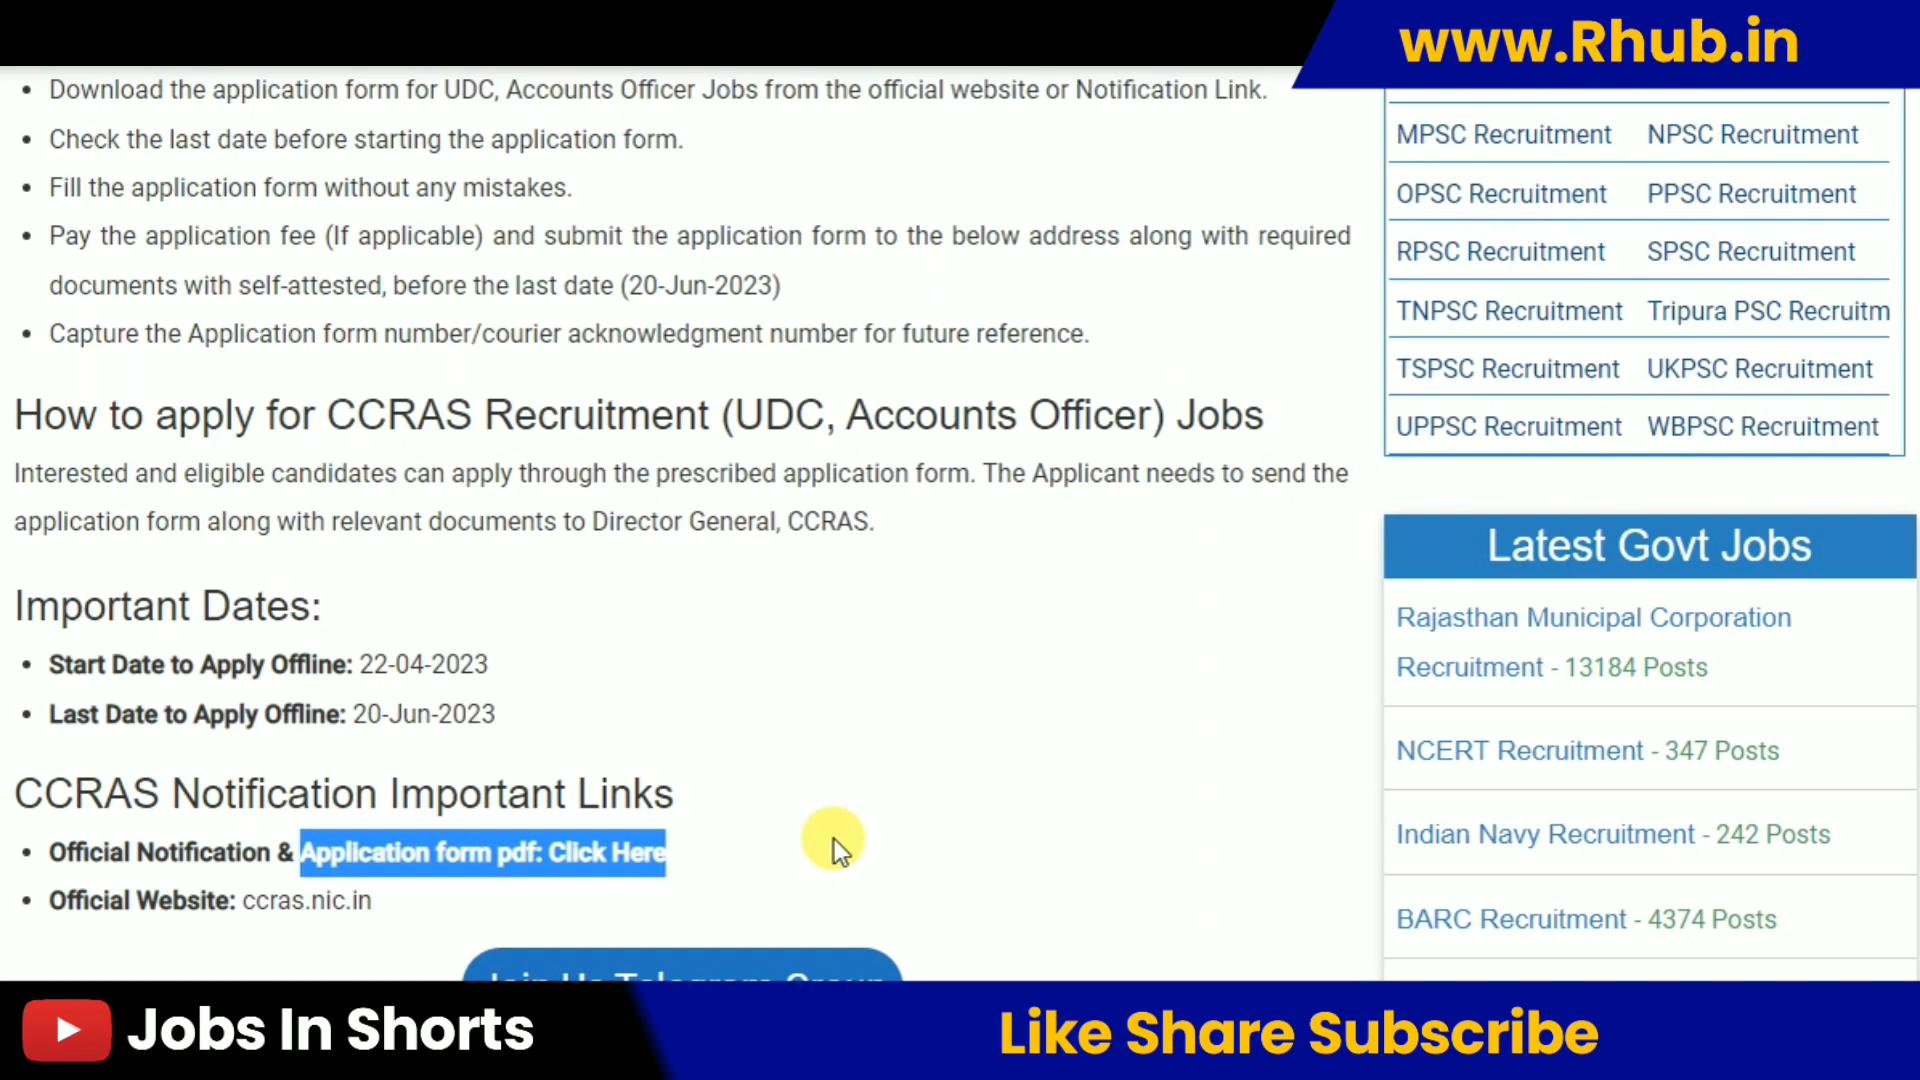 www.Rhub.in
• Download the application form for UDC, Accounts Officer Jobs from the official website or Notification Link.
• Check the last date before starting the application form.
• Fill the application form without any mistakes.
• Pay the application fee (If applicable) and submit the application form to the below address along with required
documents with self-attested, before the last date (20-Jun-2023)
• Capture the Application form number/courier acknowledgment number for future reference.
How to apply for CCRAS Recruitment (UDC, Accounts Officer) Jobs
Interested and eligible candidates can apply through the prescribed application form. The Applicant needs to send the
application form along with relevant documents to Director General, CCRAS.
Important Dates:
• Start Date to Apply Offline: 22-04-2023
• Last Date to Apply Offline: 20-Jun-2023
CCRAS Notification Important Links
• Official Notification & Application form pdf: Click Here
• Official Website: ccras.nic.in
Join Us Telegram Group
MPSC Recruitment NPSC Recruitment
OPSC Recruitment PPSC Recruitment
RPSC Recruitment SPSC Recruitment
TNPSC Recruitment Tripura PSC Recruitm
TSPSC Recruitment UKPSC Recruitment
UPPSC Recruitment WBPSC Recruitment
Latest Govt Jobs
Rajasthan Municipal Corporation
Recruitment - 13184 Posts
NCERT Recruitment - 347 Posts
Indian Navy Recruitment - 242 Posts
BARC Recruitment - 4374 Posts
Jobs In Shorts
Like Share Subscribe